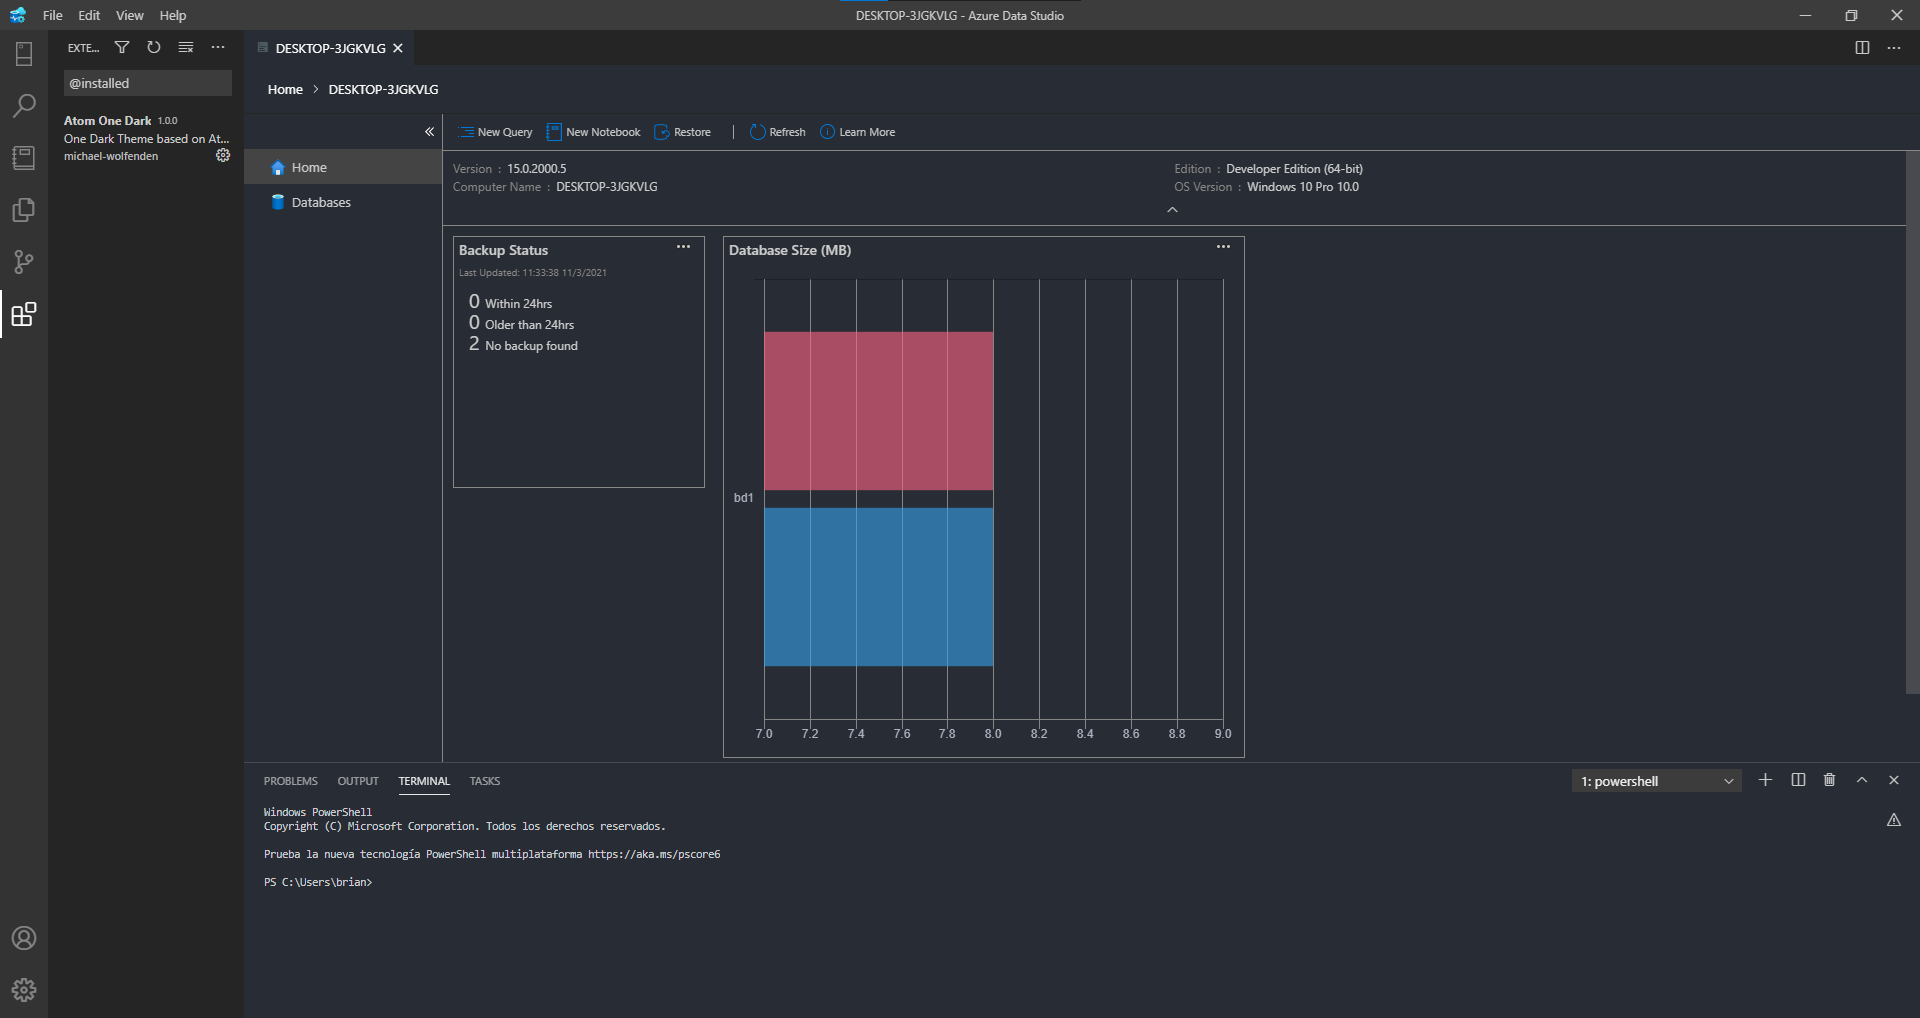 File Edit View Help
DESKTOP-3JGKVLG - Azure Data Studio
EXTE...
@installed
Atom One Dark 1.0.0
One Dark Theme based on At...
michael-wolfenden
DESKTOP-3JGKVLG
Home > DESKTOP-3JGKVLG
Home
Databases
New Query New Notebook Restore | Refresh Learn More
Version : 15.0.2000.5
Computer Name : DESKTOP-3JGKVLG
Edition : Developer Edition (64-bit)
OS Version : Windows 10 Pro 10.0
Backup Status
Last Updated: 11:33:38 11/3/2021
0 Within 24hrs
0 Older than 24hrs
2 No backup found
Database Size (MB)
bd1
7.0 7.2 7.4 7.6 7.8 8.0 8.2 8.4 8.6 8.8 9.0
PROBLEMS OUTPUT TERMINAL TASKS
1: powershell
Windows PowerShell
Copyright (C) Microsoft Corporation. Todos los derechos reservados.
Prueba la nueva tecnología PowerShell multiplataforma https://aka.ms/pscore6
PS C:\Users\brian>